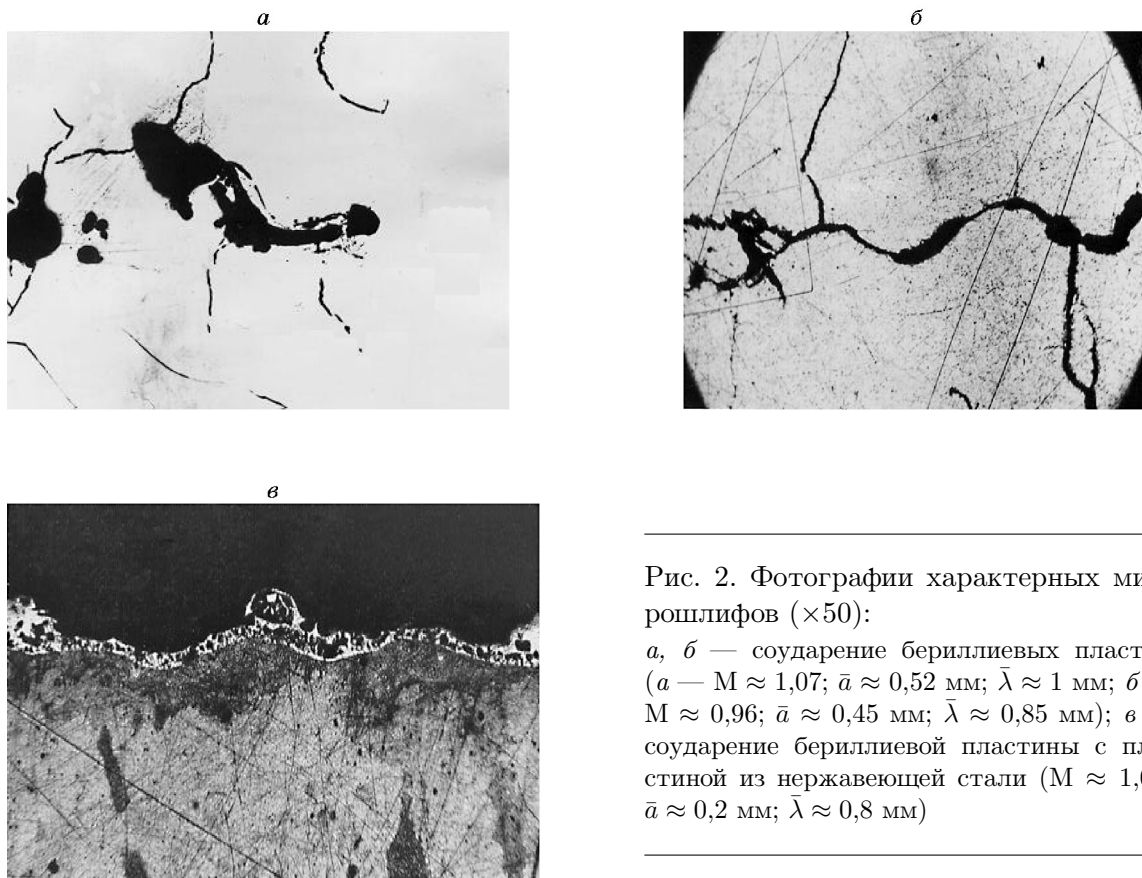 а
б
в
Рис. 2. Фотографии характерных ми
рошлифов (×50):
а, б — соударение бериллиевых пласт
(а — М ≈ 1,07; ā ≈ 0,52 мм; λ̄ ≈ 1 мм; б
М ≈ 0,96; ā ≈ 0,45 мм; λ̄ ≈ 0,85 мм); в
соударение бериллиевой пластины с пл
стиной из нержавеющей стали (М ≈ 1,0
ā ≈ 0,2 мм; λ̄ ≈ 0,8 мм)